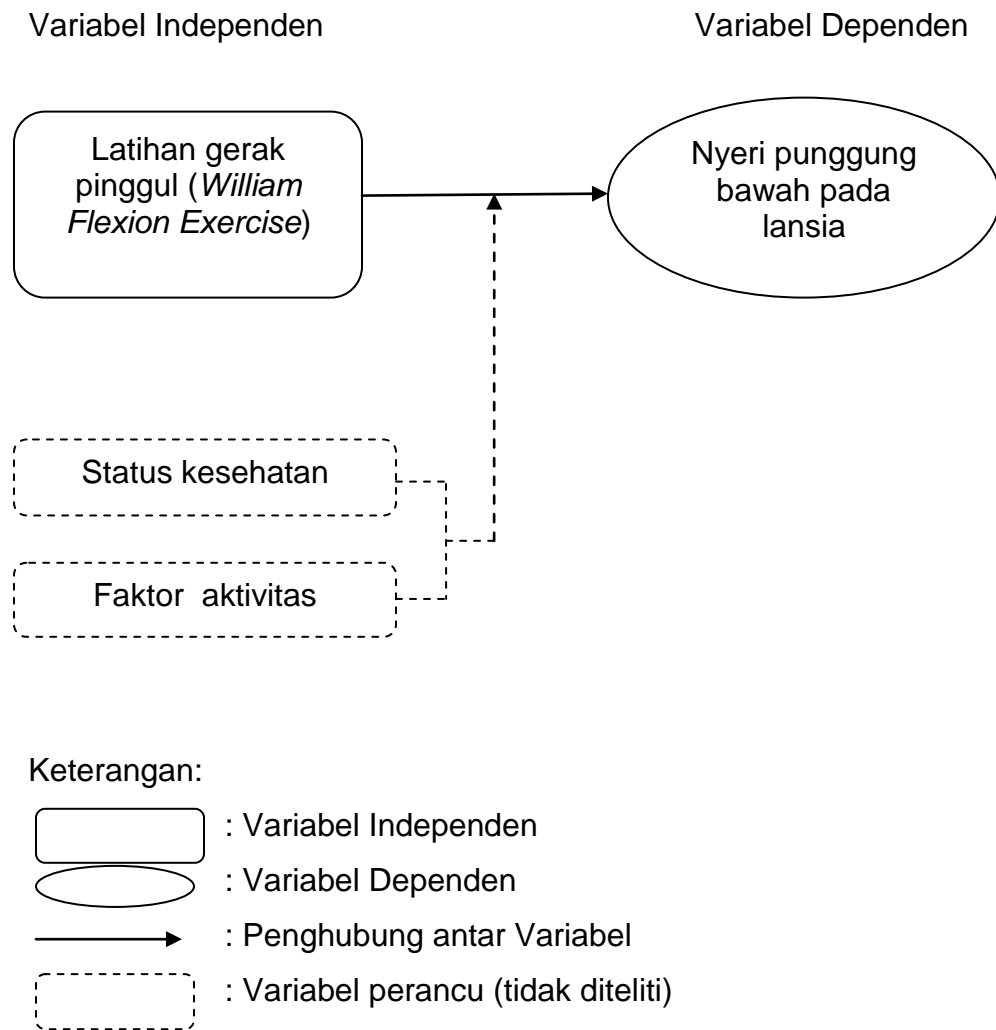 Variabel Independen
Variabel Dependen
Latihan gerak
pinggul (William
Flexion Exercise)
Nyeri punggung
bawah pada
lansia
Status kesehatan
Faktor aktivitas
Keterangan:
: Variabel Independen
: Variabel Dependen
: Penghubung antar Variabel
: Variabel perancu (tidak diteliti)